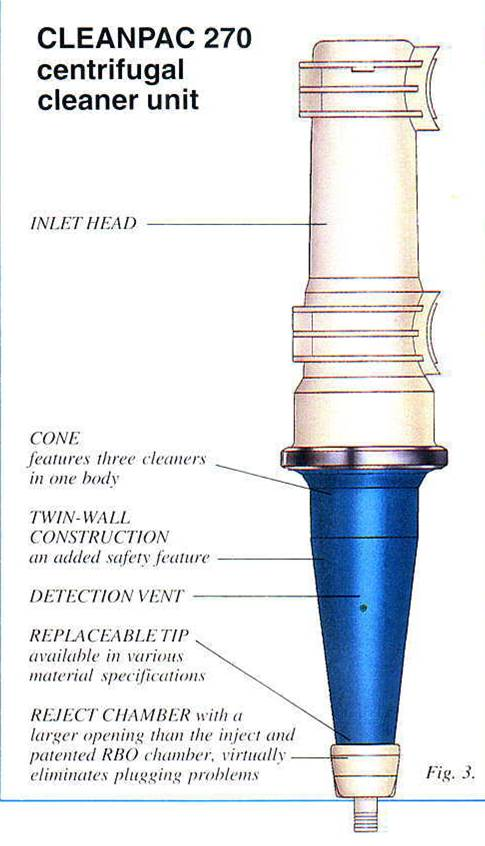 CLEANPAC 270
centrifugal
cleaner unit
INLET HEAD
CONE
features three cleaners
in one body
TWIN-WALL
CONSTRUCTION
an added safety feature
DETECTION VENT
REPLACEABLE TIP
available in various
material specifications
REJECT CHAMBER with a
larger opening than the inject and
patented RBO chamber, virtually
eliminates plugging problems
Fig. 3.